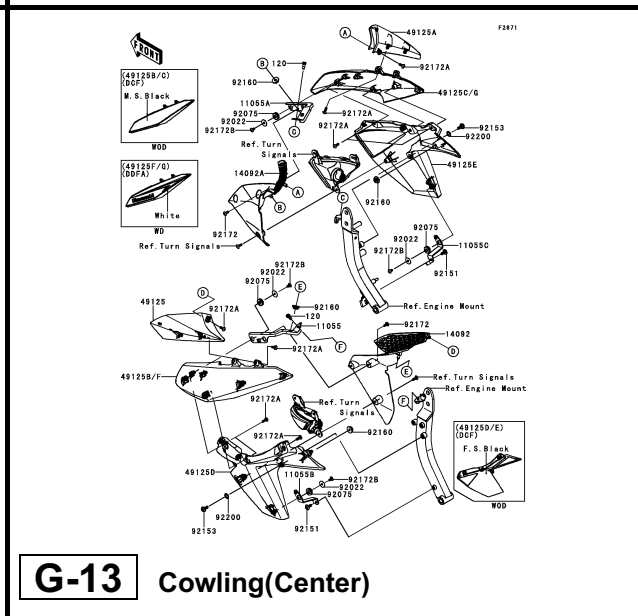 F2871
FRONT
A
49125A
B
120
92172A
(49125B/C)
(DCF)
M.S.Black
WOD
92160
11055A
92075
92022
92172B
C
49125C/G
92172A
92172A
92153
92200
49125E
Ref.Turn
Signals
14092A
(49125F/G)
(DDFA)
White
WD
A
B
C
92160
92172
Ref.Turn Signals
92075
92022
92172B
11055C
92151
Ref.Engine Mount
92172B
92022
92075
E
92160
120
11055
F
D
49125
92172A
92172
14092
D
92172A
E
49125B/F
Ref.Turn Signals
Ref.Engine Mount
F
92172A
Ref.Turn
Signals
92172A
92160
(49125D/E)
(DCF)
F.S.Black
WOD
49125D
11055B
92172B
92022
92075
92153
92200
92151
G-13 Cowling(Center)